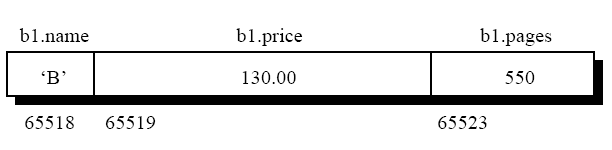 b1.name b1.price b1.pages
‘B’ 130.00 550
65518 65519 65523